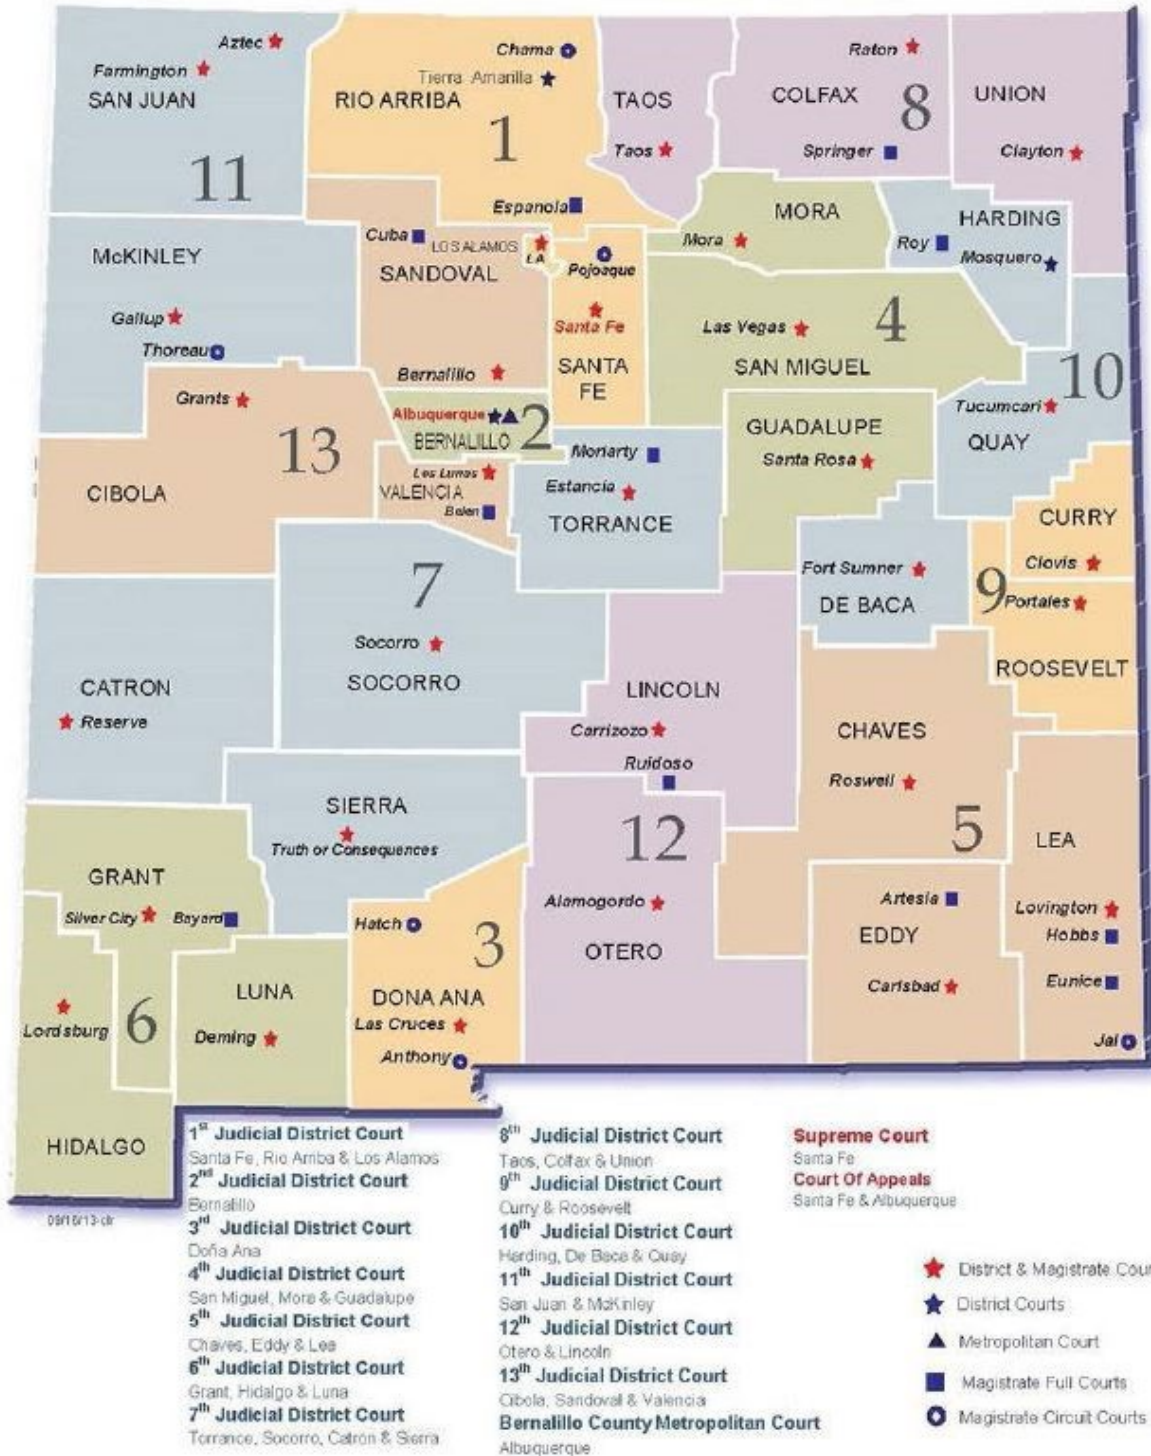 Aztec
Farmington
SAN JUAN
11
Chama
Tierra Amarilla
RIO ARRIBA
1
Espanola
TAOS
Taos
Raton
COLFAX
8
Springer
UNION
Clayton
McKINLEY
Gallup
Thoreau
Cuba
LOS ALAMOS
LA
SANDOVAL
Bernalillo
Pojoaque
Santa Fe
SANTA
FE
MORA
Mora
HARDING
Roy
Mosquero
Las Vegas
4
SAN MIGUEL
10
Tucumcari
QUAY
Grants
13
CIBOLA
Albuquerque
2
BERNALILLO
Los Lunas
VALENCIA
Belen
Moriarty
Estancia
TORRANCE
GUADALUPE
Santa Rosa
CURRY
Clovis
9
Portales
ROOSEVELT
Fort Sumner
DE BACA
7
Socorro
SOCORRO
CATRON
Reserve
LINCOLN
Carrizozo
Ruidoso
CHAVES
Roswell
5
SIERRA
Truth or Consequences
12
Alamogordo
OTERO
LEA
Lovington
Hobbs
Eunice
Jal
Artesia
EDDY
Carlsbad
GRANT
Silver City
Bayard
Lordsburg
6
HIDALGO
LUNA
Deming
Hatch
3
DONA ANA
Las Cruces
Anthony
09/16/13-clr
1st Judicial District Court
Santa Fe, Rio Arriba & Los Alamos
2nd Judicial District Court
Bernalillo
3rd Judicial District Court
Doña Ana
4th Judicial District Court
San Miguel, Mora & Guadalupe
5th Judicial District Court
Chaves, Eddy & Lea
6th Judicial District Court
Grant, Hidalgo & Luna
7th Judicial District Court
Torrance, Socorro, Catron & Sierra
8th Judicial District Court
Taos, Colfax & Union
9th Judicial District Court
Curry & Roosevelt
10th Judicial District Court
Harding, De Baca & Quay
11th Judicial District Court
San Juan & McKinley
12th Judicial District Court
Otero & Lincoln
13th Judicial District Court
Cibola, Sandoval & Valencia
Bernalillo County Metropolitan Court
Albuquerque
Supreme Court
Santa Fe
Court Of Appeals
Santa Fe & Albuquerque
District & Magistrate Cour
District Courts
Metropolitan Court
Magistrate Full Courts
Magistrate Circuit Courts